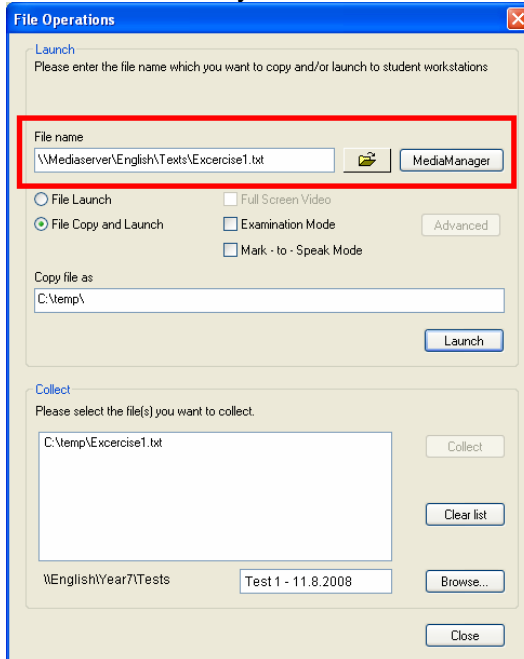 File Operations
Launch
Please enter the file name which you want to copy and/or launch to student workstations
File name
\\Mediaserver\English\Texts\Excercise1.txt
MediaManager
File Launch
Full Screen Video
File Copy and Launch
Examination Mode
Advanced
Mark - to - Speak Mode
Copy file as
C:\temp\
Launch
Collect
Please select the file(s) you want to collect.
C:\temp\Excercise1.txt
Collect
Clear list
\\English\Year7\Tests
Test 1 - 11.8.2008
Browse...
Close